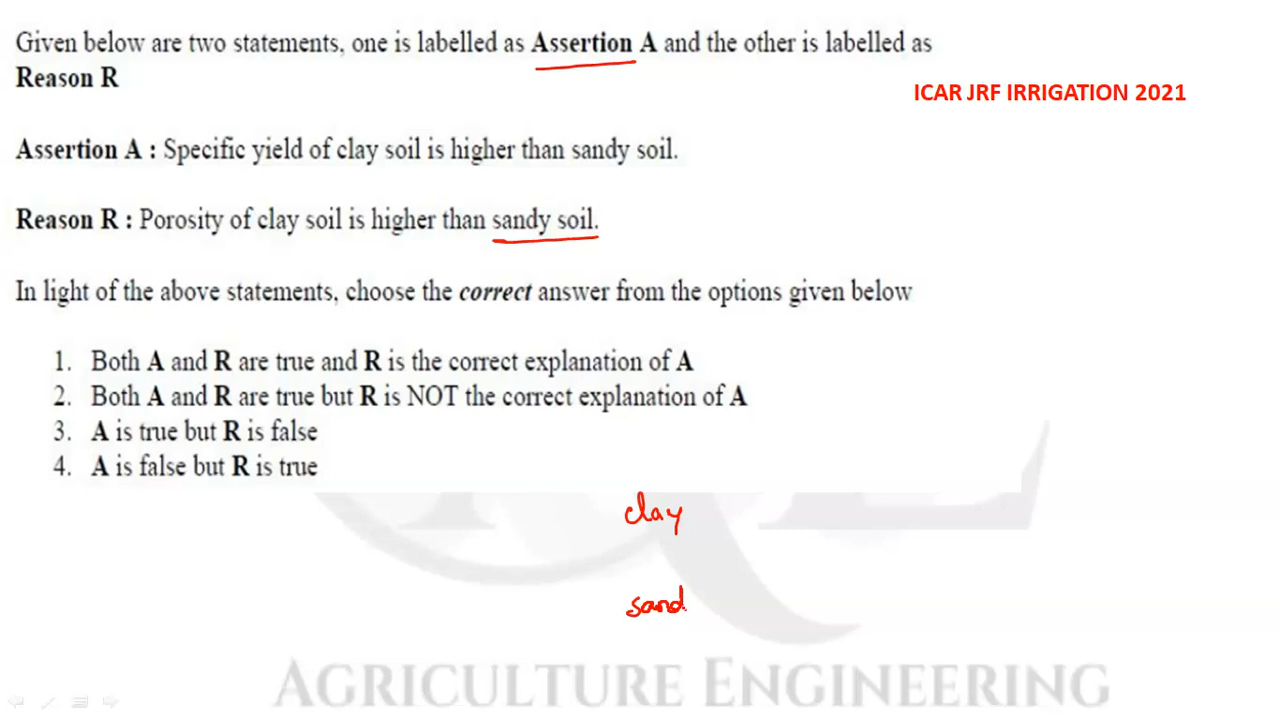 Given below are two statements, one is labelled as Assertion A and the other is labelled as
Reason R
ICAR JRF IRRIGATION 2021
Assertion A : Specific yield of clay soil is higher than sandy soil.
Reason R : Porosity of clay soil is higher than sandy soil.
In light of the above statements, choose the correct answer from the options given below
1. Both A and R are true and R is the correct explanation of A
2. Both A and R are true but R is NOT the correct explanation of A
3. A is true but R is false
4. A is false but R is true
clay
sand
AGRICULTURE ENGINEERING